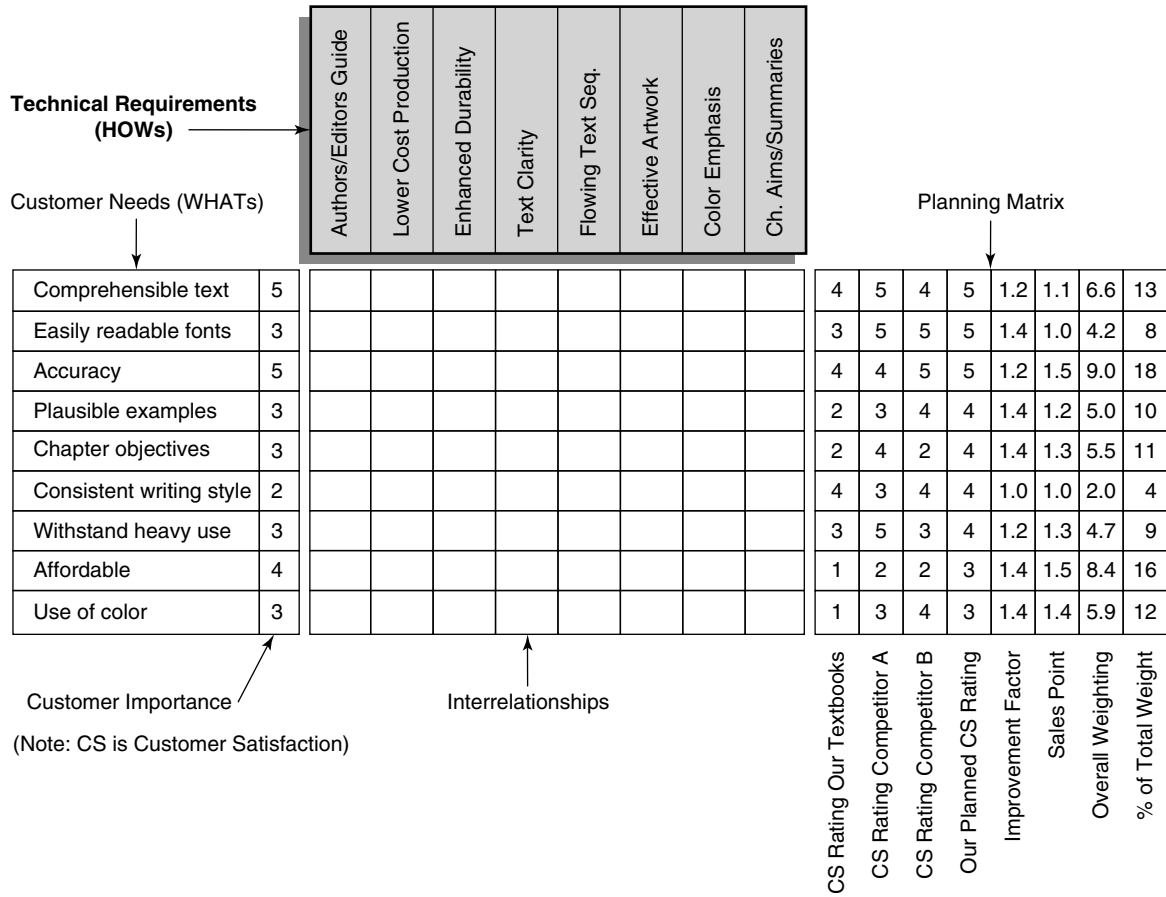 Technical Requirements
(HOWs)
Authors/Editors Guide
Lower Cost Production
Enhanced Durability
Text Clarity
Flowing Text Seq.
Effective Artwork
Color Emphasis
Ch. Aims/Summaries
Customer Needs (WHATs)
Planning Matrix
Comprehensible text 5 4 5 4 5 1.2 1.1 6.6 13
Easily readable fonts 3 3 5 5 5 1.4 1.0 4.2 8
Accuracy 5 4 4 5 5 1.2 1.5 9.0 18
Plausible examples 3 2 3 4 4 1.4 1.2 5.0 10
Chapter objectives 3 2 4 2 4 1.4 1.3 5.5 11
Consistent writing style 2 4 3 4 4 1.0 1.0 2.0 4
Withstand heavy use 3 3 5 3 4 1.2 1.3 4.7 9
Affordable 4 1 2 2 3 1.4 1.5 8.4 16
Use of color 3 1 3 4 3 1.4 1.4 5.9 12
Customer Importance
Interrelationships
(Note: CS is Customer Satisfaction)
CS Rating Our Textbooks
CS Rating Competitor A
CS Rating Competitor B
Our Planned CS Rating
Improvement Factor
Sales Point
Overall Weighting
% of Total Weight